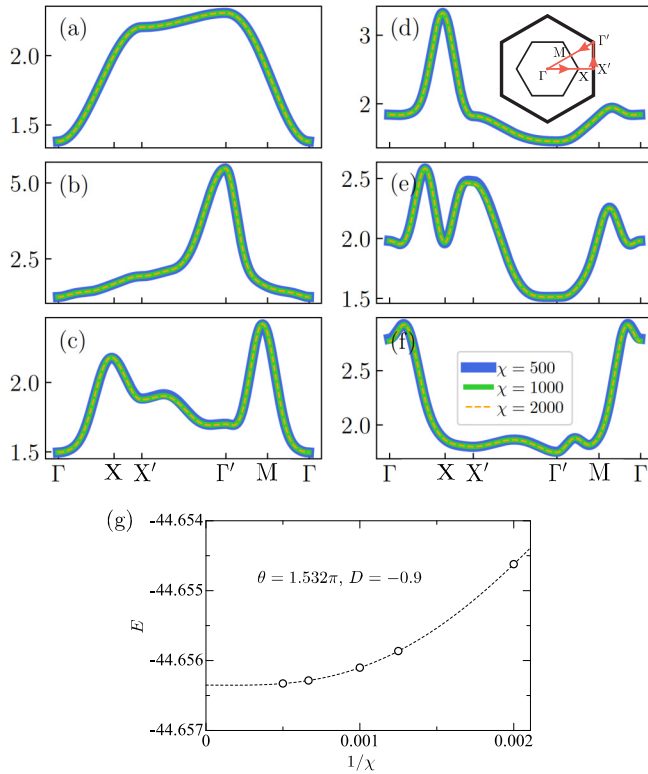 (a)
2.0
1.4
(b)
5.0
2.5
(c)
2.0
1.5
Γ X X′ Γ′ M Γ
(d)
3
2
M Γ′
Γ X X′
(e)
2.5
2.0
1.5
(f)
2.5
2.0
χ = 500
χ = 1000
χ = 2000
Γ X X′ Γ′ M Γ
(g)
-44.654
-44.655
-44.656
-44.657
E
θ = 1.532π, D = −0.9
0 0.001 0.002
1/χ